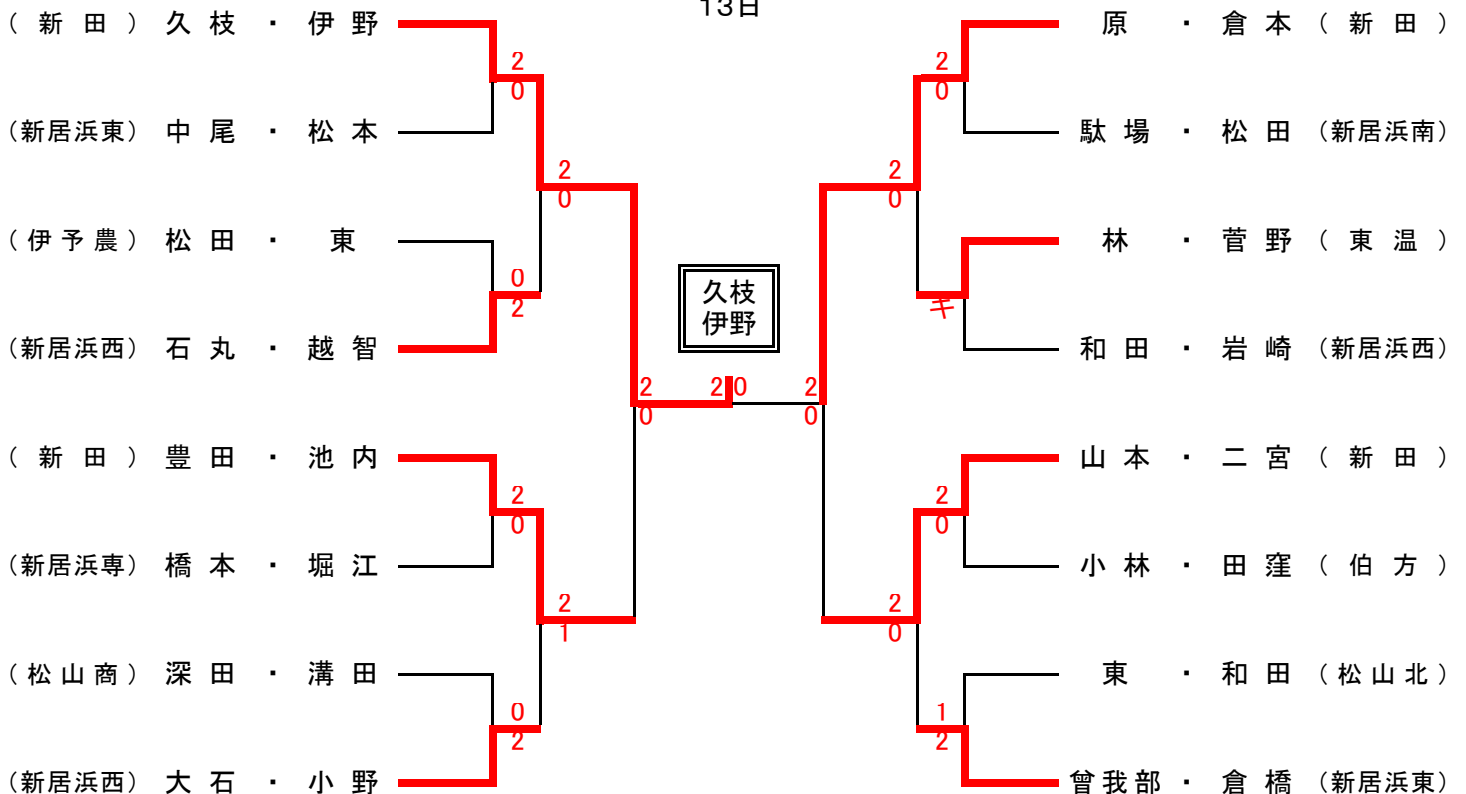 13日
(新田) 久枝・伊野
2
0
(新居浜東) 中尾・松本
2
0
(伊予農) 松田・東
0
2
(新居浜西) 石丸・越智
2
0
(新田) 豊田・池内
2
0
(新居浜専) 橋本・堀江
2
1
(松山商) 深田・溝田
0
2
(新居浜西) 大石・小野
久枝
伊野
2 0
原・倉本 (新田)
2
0
駄場・松田 (新居浜南)
2
0
林・菅野 (東温)
キ
和田・岩崎 (新居浜西)
2
0
山本・二宮 (新田)
2
0
小林・田窪 (伯方)
2
0
東・和田 (松山北)
1
2
曾我部・倉橋 (新居浜東)